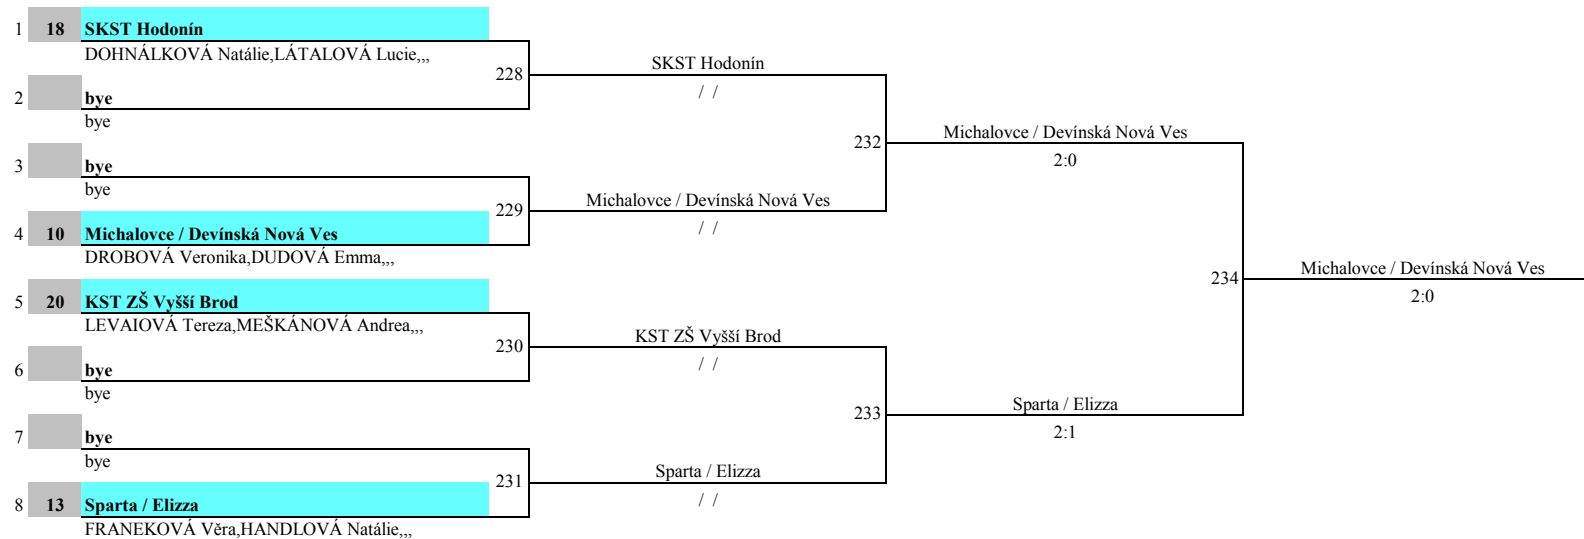 1 18 SKST Hodonín
DOHNÁLKOVÁ Natálie,LÁTALOVÁ Lucie,,,
228
SKST Hodonín
/ /
2 bye
bye
232
Michalovce / Devínská Nová Ves
2:0
3 bye
bye
229
Michalovce / Devínská Nová Ves
/ /
4 10 Michalovce / Devínská Nová Ves
DROBOVÁ Veronika,DUDOVÁ Emma,,,
234
Michalovce / Devínská Nová Ves
2:0
5 20 KST ZŠ Vyšší Brod
LEVAIOVÁ Tereza,MEŠKÁNOVÁ Andrea,,,
230
KST ZŠ Vyšší Brod
/ /
6 bye
bye
233
Sparta / Elizza
2:1
7 bye
bye
231
Sparta / Elizza
/ /
8 13 Sparta / Elizza
FRANEKOVÁ Věra,HANDLOVÁ Natálie,,,